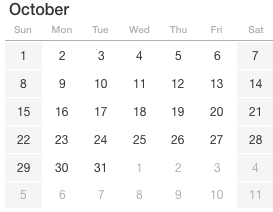 October
Sun Mon Tue Wed Thu Fri Sat
1 2 3 4 5 6 7
8 9 10 11 12 13 14
15 16 17 18 19 20 21
22 23 24 25 26 27 28
29 30 31 1 2 3 4
5 6 7 8 9 10 11